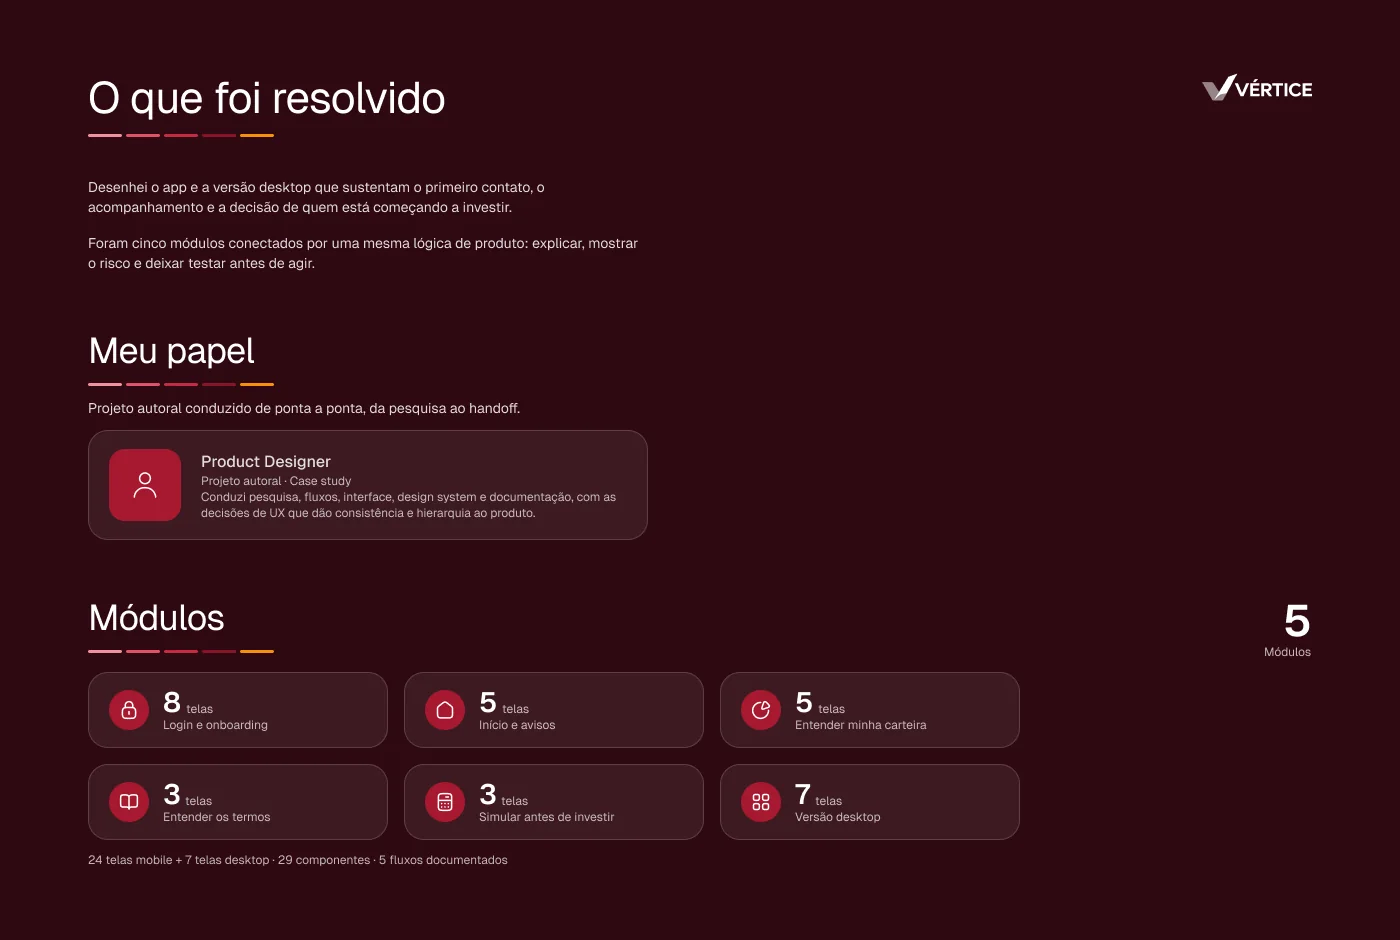 O que foi resolvido
VÉRTICE
Desenhei o app e a versão desktop que sustentam o primeiro contato, o
acompanhamento e a decisão de quem está começando a investir.
Foram cinco módulos conectados por uma mesma lógica de produto: explicar, mostrar
o risco e deixar testar antes de agir.
Meu papel
Projeto autoral conduzido de ponta a ponta, da pesquisa ao handoff.
Product Designer
Projeto autoral · Case study
Conduzi pesquisa, fluxos, interface, design system e documentação, com as
decisões de UX que dão consistência e hierarquia ao produto.
Módulos
5
Módulos
8 telas
Login e onboarding
5 telas
Início e avisos
5 telas
Entender minha carteira
3 telas
Entender os termos
3 telas
Simular antes de investir
7 telas
Versão desktop
24 telas mobile + 7 telas desktop · 29 componentes · 5 fluxos documentados